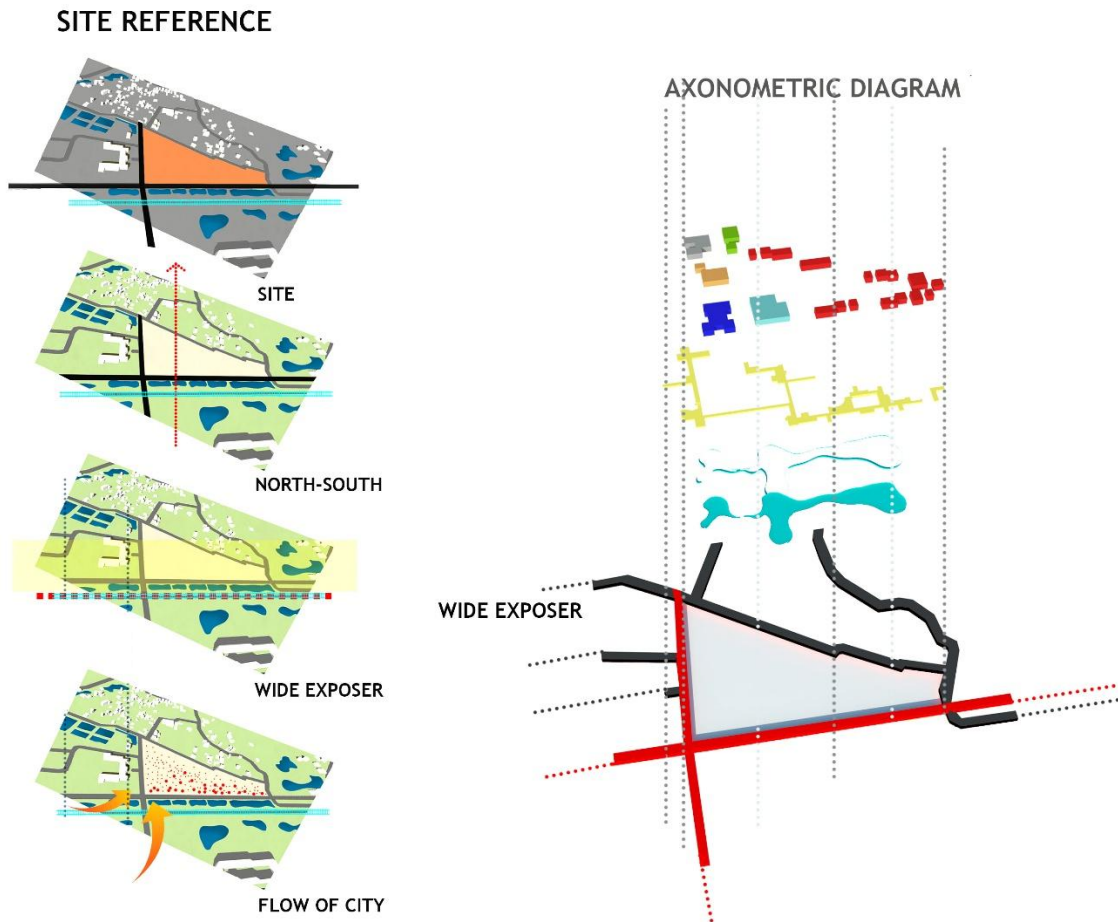 SITE REFERENCE
AXONOMETRIC DIAGRAM
SITE
NORTH-SOUTH
WIDE EXPOSER
WIDE EXPOSER
FLOW OF CITY